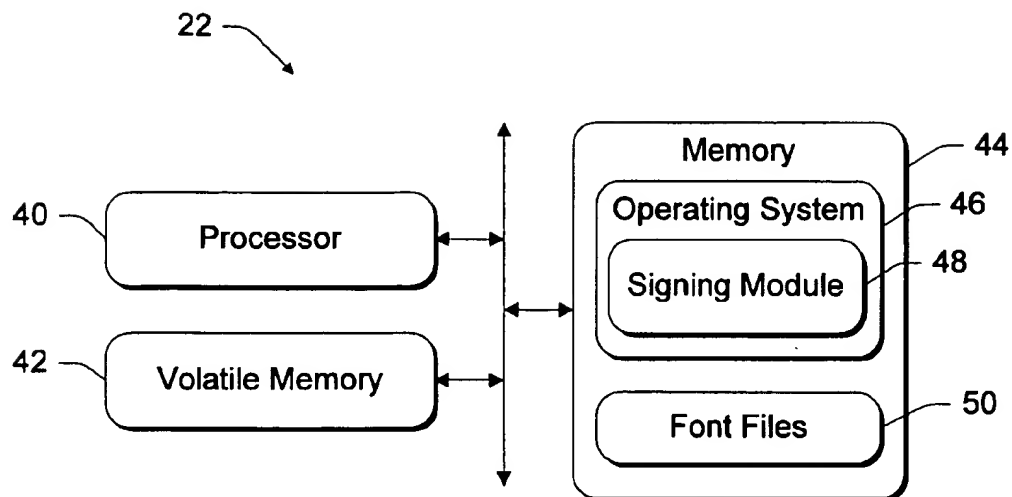 22
Memory
44
Operating System
46
40
Processor
Signing Module
48
42
Volatile Memory
Font Files
50